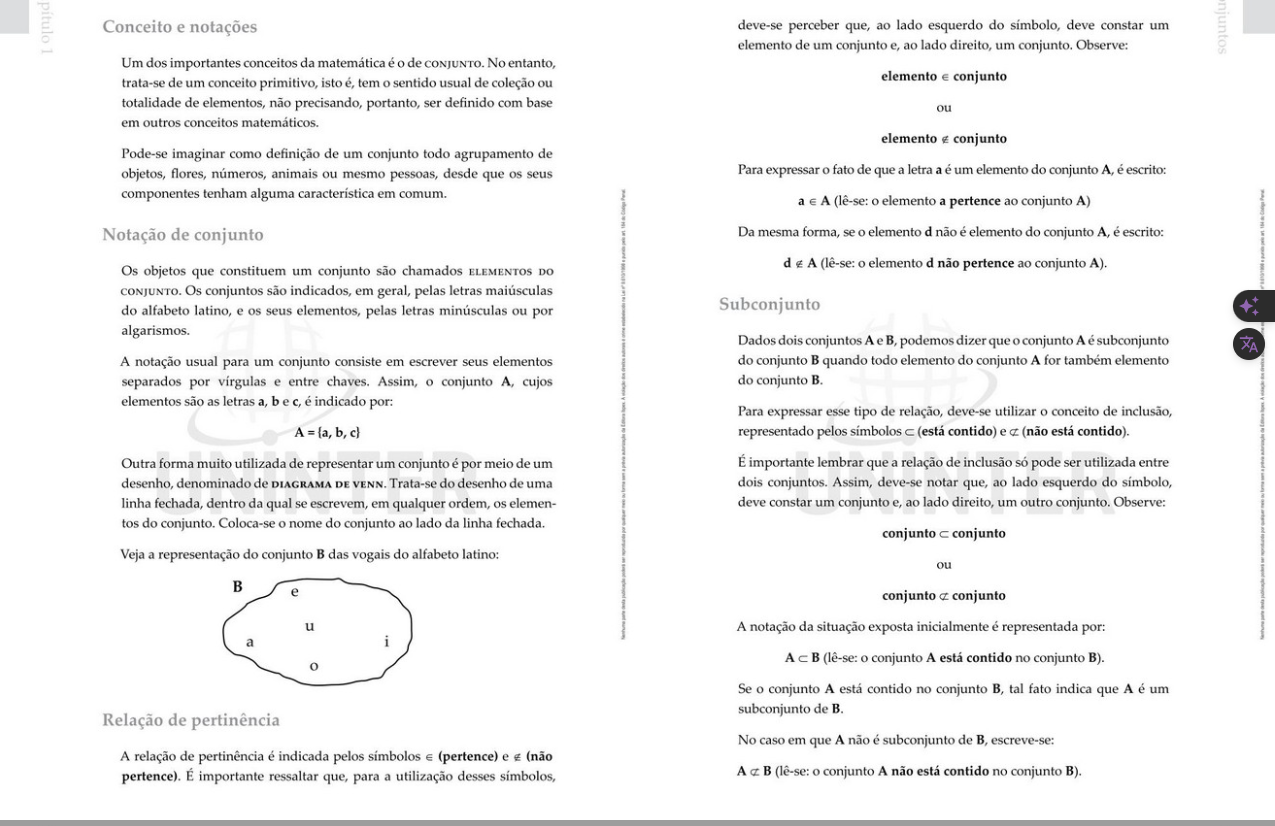 pítulo 1
Conceito e notações
Um dos importantes conceitos da matemática é o de CONJUNTO. No entanto,
trata-se de um conceito primitivo, isto é, tem o sentido usual de coleção ou
totalidade de elementos, não precisando, portanto, ser definido com base
em outros conceitos matemáticos.
Pode-se imaginar como definição de um conjunto todo agrupamento de
objetos, flores, números, animais ou mesmo pessoas, desde que os seus
componentes tenham alguma característica em comum.
Notação de conjunto
Os objetos que constituem um conjunto são chamados ELEMENTOS DO
CONJUNTO. Os conjuntos são indicados, em geral, pelas letras maiúsculas
do alfabeto latino, e os seus elementos, pelas letras minúsculas ou por
algarismos.
A notação usual para um conjunto consiste em escrever seus elementos
separados por vírgulas e entre chaves. Assim, o conjunto A, cujos
elementos são as letras a, b e c, é indicado por:
A = {a, b, c}
Outra forma muito utilizada de representar um conjunto é por meio de um
desenho, denominado de DIAGRAMA DE VENN. Trata-se do desenho de uma
linha fechada, dentro da qual se escrevem, em qualquer ordem, os elemen-
tos do conjunto. Coloca-se o nome do conjunto ao lado da linha fechada.
UNINTER
Veja a representação do conjunto B das vogais do alfabeto latino:
B
e
u
a
i
o
Relação de pertinência
A relação de pertinência é indicada pelos símbolos ∈ (pertence) e ∉ (não
pertence). É importante ressaltar que, para a utilização desses símbolos,
njuntos
deve-se perceber que, ao lado esquerdo do símbolo, deve constar um
elemento de um conjunto e, ao lado direito, um conjunto. Observe:
elemento ∈ conjunto
ou
elemento ∉ conjunto
Para expressar o fato de que a letra a é um elemento do conjunto A, é escrito:
a ∈ A (lê-se: o elemento a pertence ao conjunto A)
Da mesma forma, se o elemento d não é elemento do conjunto A, é escrito:
d ∉ A (lê-se: o elemento d não pertence ao conjunto A).
Subconjunto
Dados dois conjuntos A e B, podemos dizer que o conjunto A é subconjunto
do conjunto B quando todo elemento do conjunto A for também elemento
do conjunto B.
Para expressar esse tipo de relação, deve-se utilizar o conceito de inclusão,
representado pelos símbolos ⊂ (está contido) e ⊄ (não está contido).
É importante lembrar que a relação de inclusão só pode ser utilizada entre
dois conjuntos. Assim, deve-se notar que, ao lado esquerdo do símbolo,
deve constar um conjunto e, ao lado direito, um outro conjunto. Observe:
UNINTER
conjunto ⊂ conjunto
ou
conjunto ⊄ conjunto
A notação da situação exposta inicialmente é representada por:
A ⊂ B (lê-se: o conjunto A está contido no conjunto B).
Se o conjunto A está contido no conjunto B, tal fato indica que A é um
subconjunto de B.
No caso em que A não é subconjunto de B, escreve-se:
A ⊄ B (lê-se: o conjunto A não está contido no conjunto B).